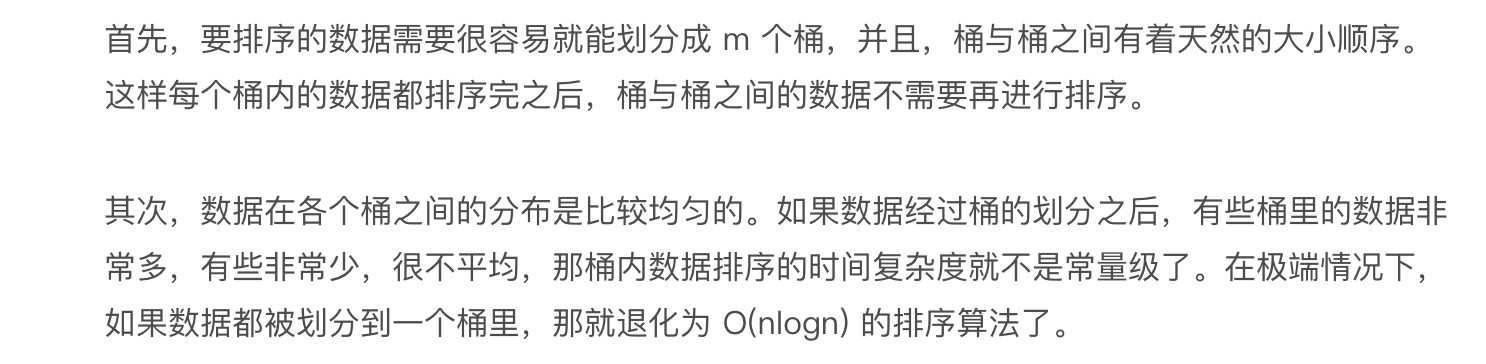 首先，要排序的数据需要很容易就能划分成 m 个桶，并且，桶与桶之间有着天然的大小顺序。
这样每个桶内的数据都排序完之后，桶与桶之间的数据不需要再进行排序。
其次，数据在各个桶之间的分布是比较均匀的。如果数据经过桶的划分之后，有些桶里的数据非
常多，有些非常少，很不平均，那桶内数据排序的时间复杂度就不是常量级了。在极端情况下，
如果数据都被划分到一个桶里，那就退化为 O(nlogn) 的排序算法了。